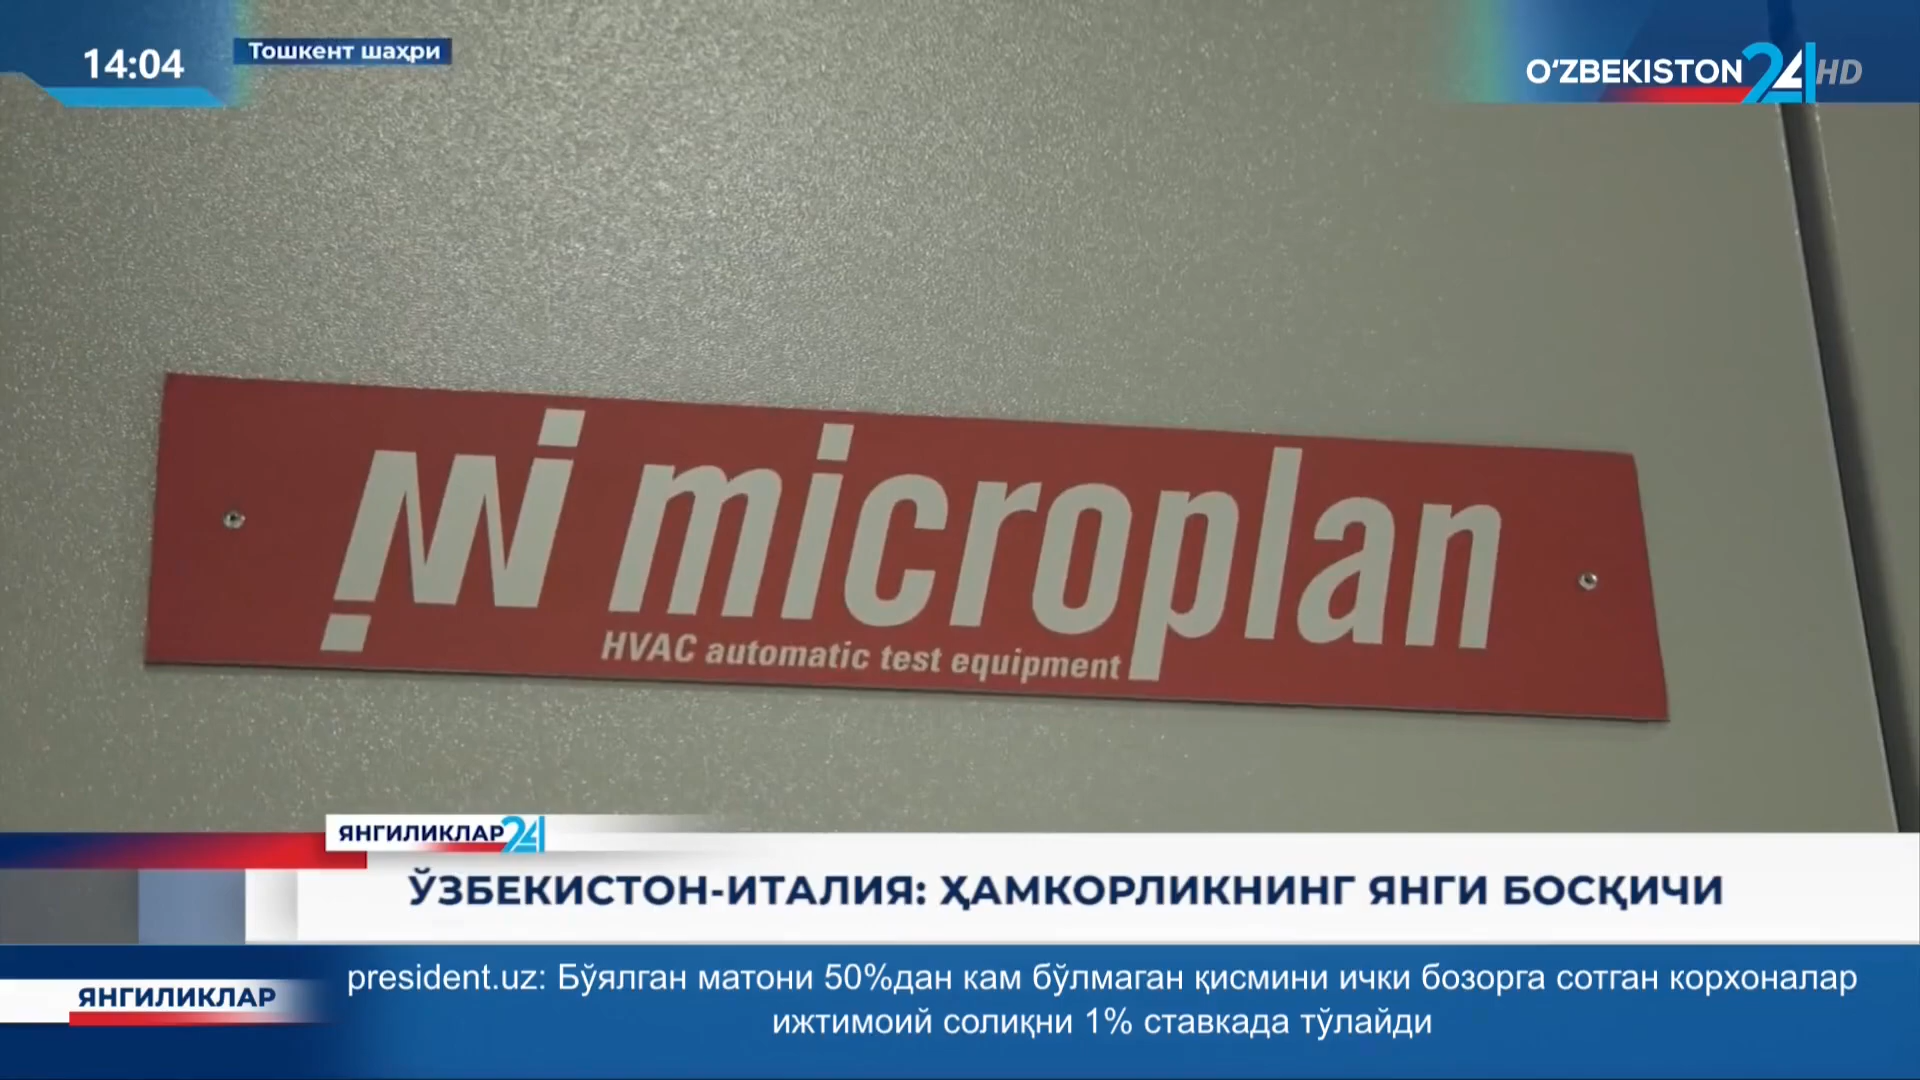 14:04
Тошкент шаҳри
O‘ZBEKISTON 24 HD
microplan
HVAC automatic test equipment
ЯНГИЛИКЛАР 24
ЎЗБЕКИСТОН-ИТАЛИЯ: ҲАМКОРЛИКНИНГ ЯНГИ БОСҚИЧИ
ЯНГИЛИКЛАР
president.uz: Бўялган матони 50%дан кам бўлмаган қисмини ички бозорга сотган корхоналар
ижтимоий солиқни 1% ставкада тўлайди